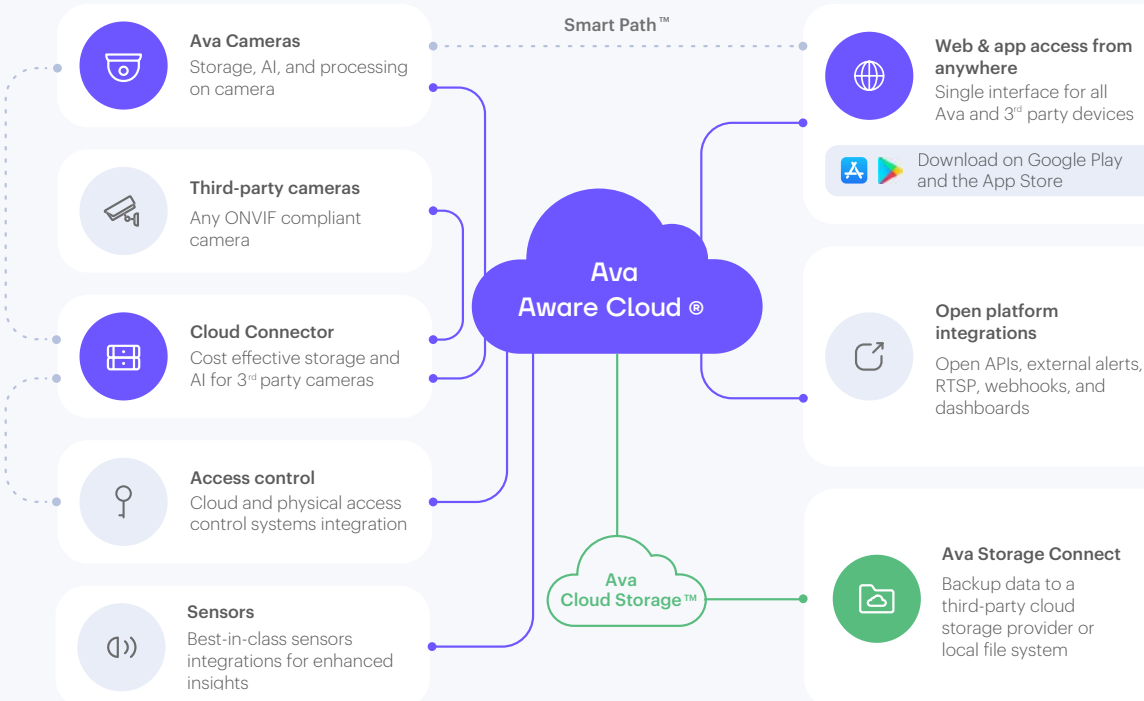 Smart Path™
Ava Cameras
Storage, AI, and processing
on camera
Third-party cameras
Any ONVIF compliant
camera
Cloud Connector
Cost effective storage and
AI for 3rd party cameras
Access control
Cloud and physical access
control systems integration
Sensors
Best-in-class sensors
integrations for enhanced
insights
Ava
Aware Cloud ®
Ava
Cloud Storage™
Web & app access from
anywhere
Single interface for all
Ava and 3rd party devices
Download on Google Play
and the App Store
Open platform
integrations
Open APIs, external alerts,
RTSP, webhooks, and
dashboards
Ava Storage Connect
Backup data to a
third-party cloud
storage provider or
local file system